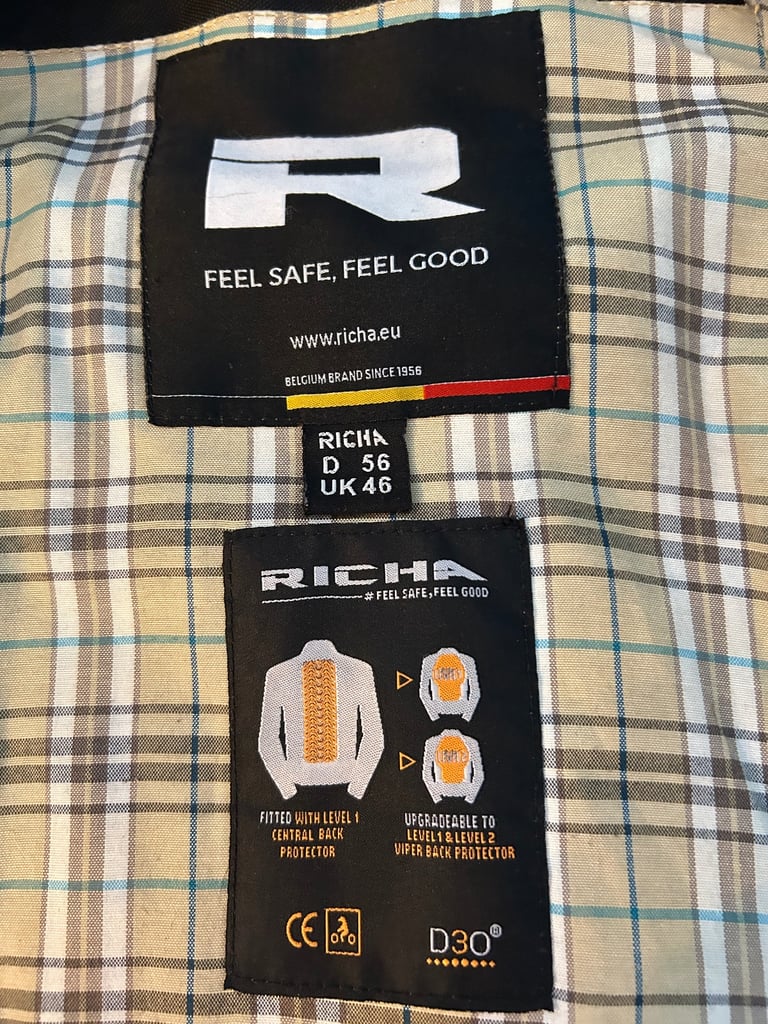 R
FEEL SAFE, FEEL GOOD
www.richa.eu
BELGIUM BRAND SINCE 1956
RICHA
D 56
UK 46
RICHA
# FEEL SAFE, FEEL GOOD
FITTED WITH LEVEL 1
CENTRAL BACK
PROTECTOR
UPGRADEABLE TO
LEVEL 1 & LEVEL 2
VIPER BACK PROTECTOR
CE
D3O®